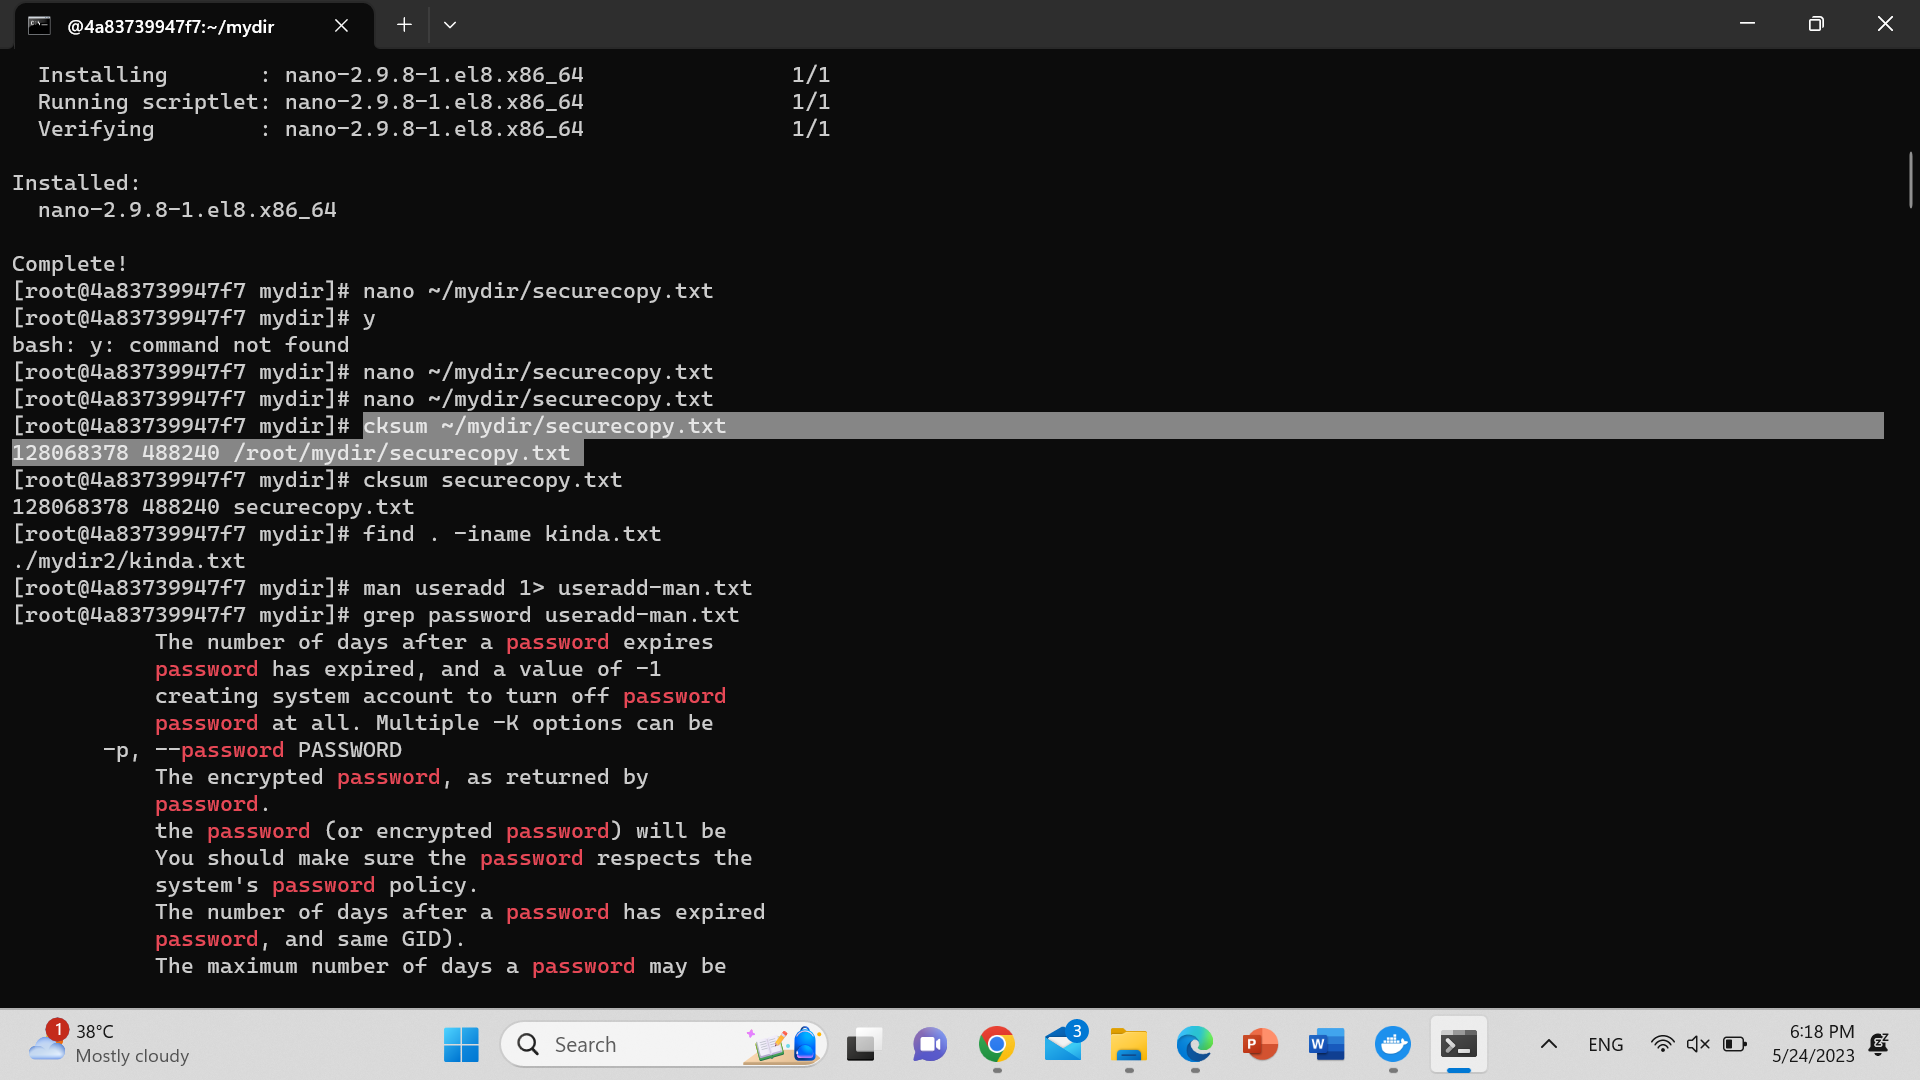 @4a83739947f7:~/mydir
Installing       : nano-2.9.8-1.el8.x86_64                1/1
Running scriptlet: nano-2.9.8-1.el8.x86_64                1/1
Verifying        : nano-2.9.8-1.el8.x86_64                1/1
Installed:
nano-2.9.8-1.el8.x86_64
Complete!
[root@4a83739947f7 mydir]# nano ~/mydir/securecopy.txt
[root@4a83739947f7 mydir]# y
bash: y: command not found
[root@4a83739947f7 mydir]# nano ~/mydir/securecopy.txt
[root@4a83739947f7 mydir]# nano ~/mydir/securecopy.txt
[root@4a83739947f7 mydir]# cksum ~/mydir/securecopy.txt
128068378 488240 /root/mydir/securecopy.txt
[root@4a83739947f7 mydir]# cksum securecopy.txt
128068378 488240 securecopy.txt
[root@4a83739947f7 mydir]# find . -iname kinda.txt
./mydir2/kinda.txt
[root@4a83739947f7 mydir]# man useradd 1> useradd-man.txt
[root@4a83739947f7 mydir]# grep password useradd-man.txt
The number of days after a password expires
password has expired, and a value of -1
creating system account to turn off password
password at all. Multiple -K options can be
-p, --password PASSWORD
The encrypted password, as returned by
password.
the password (or encrypted password) will be
You should make sure the password respects the
system's password policy.
The number of days after a password has expired
password, and same GID).
The maximum number of days a password may be
1
38°C
Mostly cloudy
Search
3
P
W
ENG
6:18 PM
5/24/2023